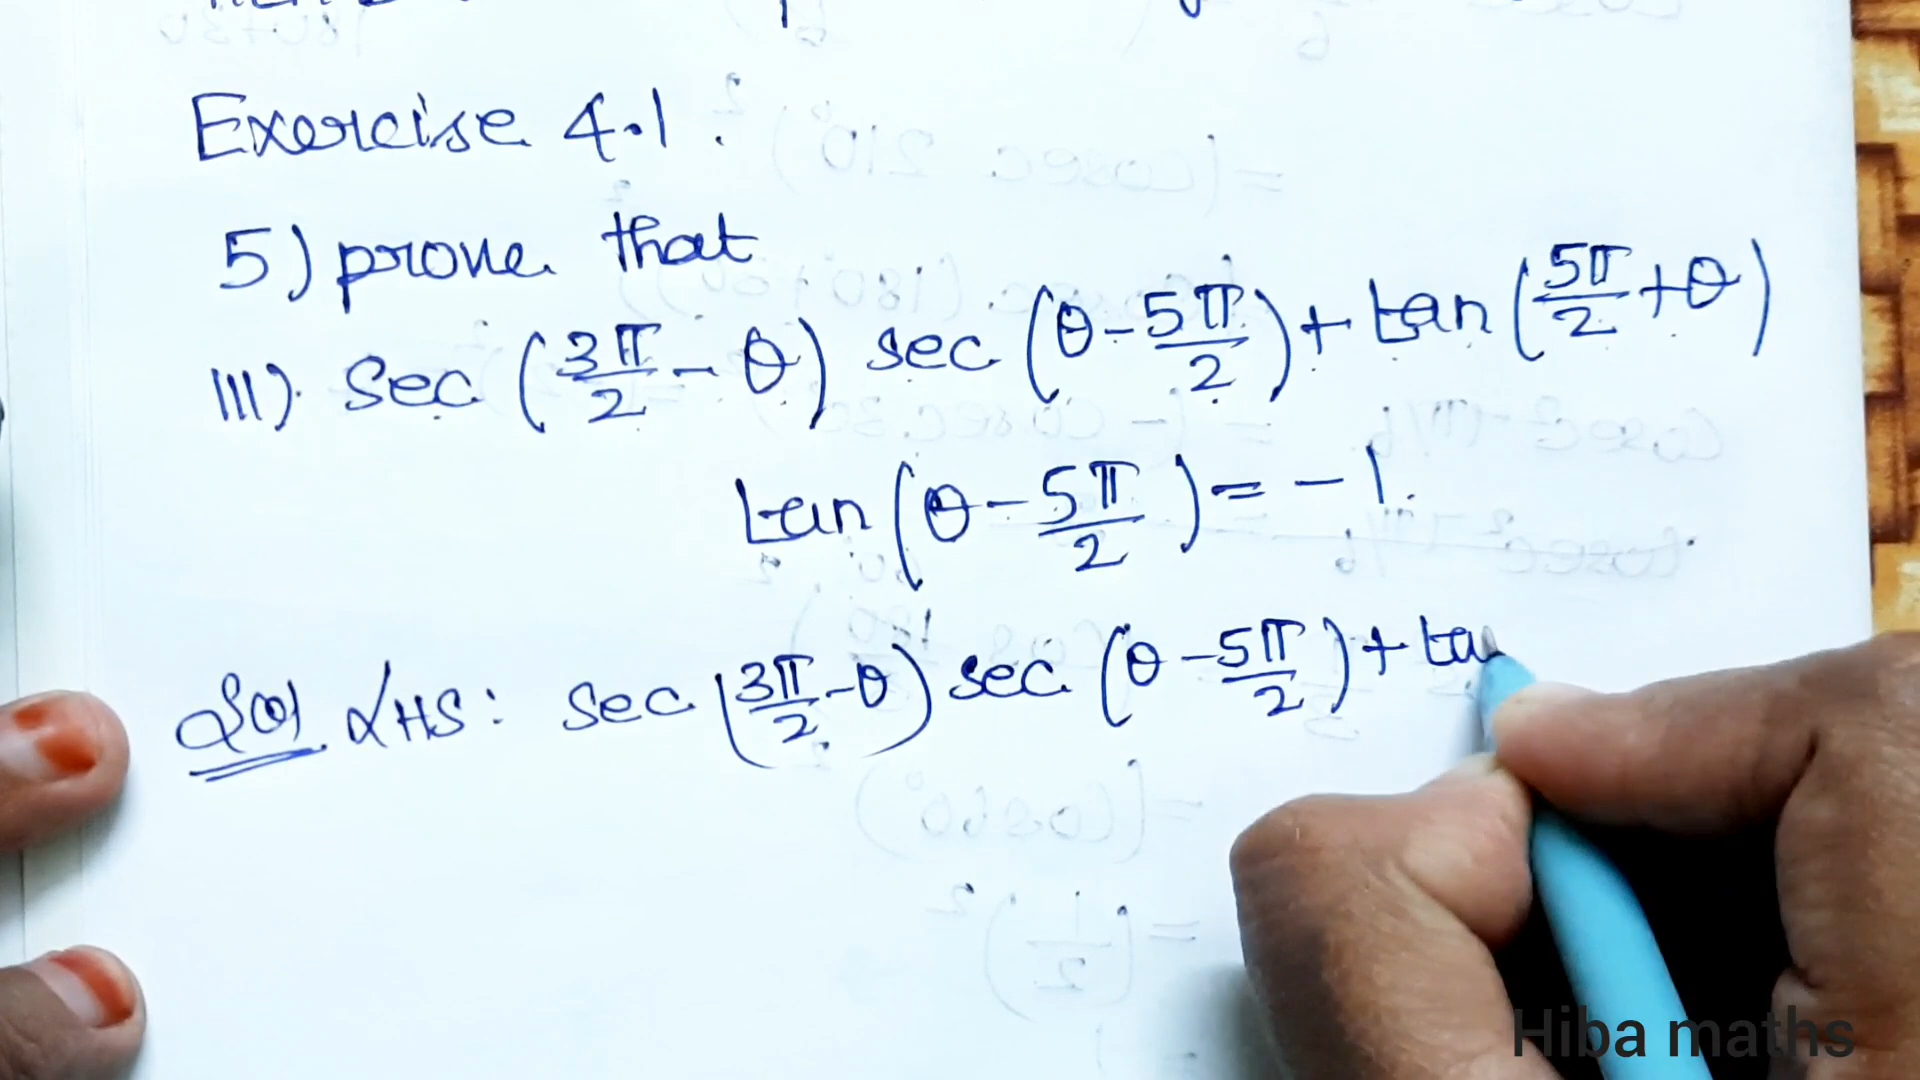 Exercise 4.1.
5) prove that
III) sec (3π/2 - θ) sec (θ - 5π/2) + tan (5π/2 + θ)
tan (θ - 5π/2) = -1.
Sol LHS: sec (3π/2 - θ) sec (θ - 5π/2) + tan
Hiba maths